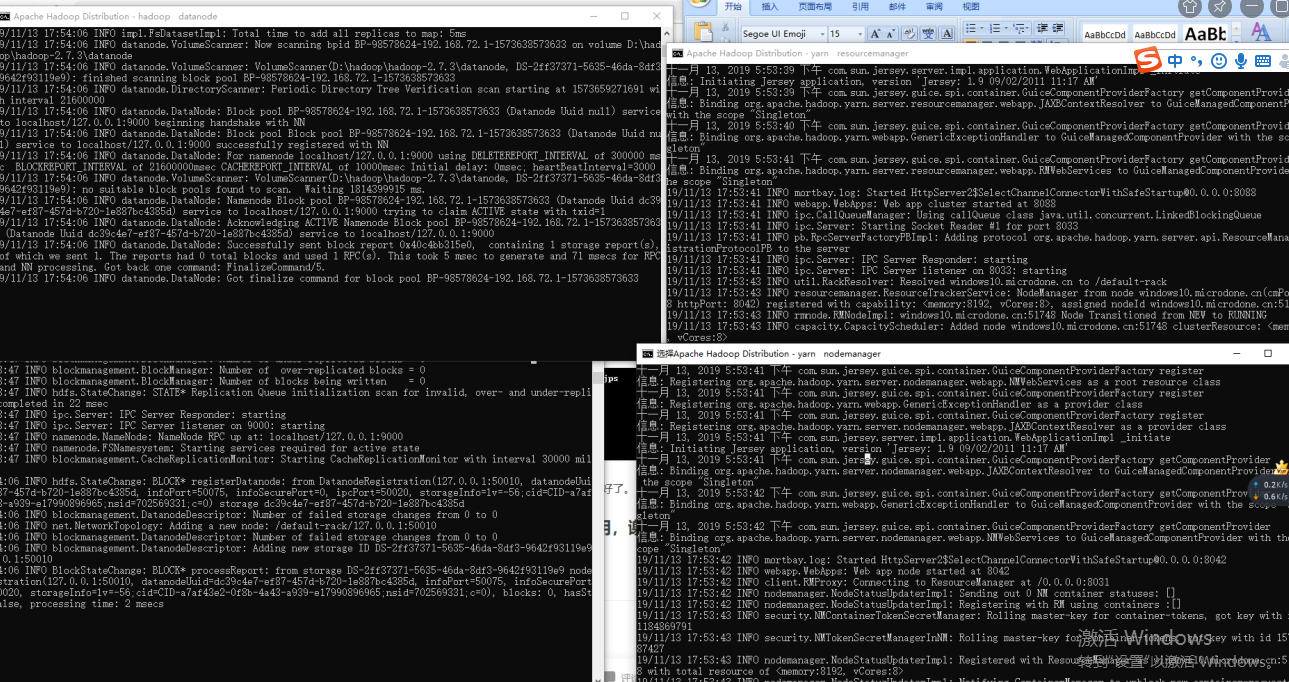 Apache Hadoop Distribution - hadoop   datanode
9/11/13 17:54:06 INFO impl.FsDatasetImpl: Total time to add all replicas to map: 5ms
9/11/13 17:54:06 INFO datanode.VolumeScanner: Now scanning bpid BP-98578624-192.168.72.1-1573638573633 on volume D:\had
op\hadoop-2.7.3\datanode
9/11/13 17:54:06 INFO datanode.VolumeScanner: VolumeScanner(D:\hadoop\hadoop-2.7.3\datanode, DS-2ff37371-5635-46da-8df3
9642f93119e9): finished scanning block pool BP-98578624-192.168.72.1-1573638573633
9/11/13 17:54:06 INFO datanode.DirectoryScanner: Periodic Directory Tree Verification scan starting at 1573659271691 wi
h interval 21600000
9/11/13 17:54:06 INFO datanode.DataNode: Block pool BP-98578624-192.168.72.1-1573638573633 (Datanode Uuid null) service
to localhost/127.0.0.1:9000 beginning handshake with NN
9/11/13 17:54:06 INFO datanode.DataNode: Block pool Block pool BP-98578624-192.168.72.1-1573638573633 (Datanode Uuid nu
l) service to localhost/127.0.0.1:9000 successfully registered with NN
9/11/13 17:54:06 INFO datanode.DataNode: For namenode localhost/127.0.0.1:9000 using DELETEREPORT_INTERVAL of 300000 ms
c  BLOCKREPORT_INTERVAL of 21600000msec CACHEREPORT_INTERVAL of 10000msec Initial delay: 0msec; heartBeatInterval=3000
9/11/13 17:54:06 INFO datanode.VolumeScanner: VolumeScanner(D:\hadoop\hadoop-2.7.3\datanode, DS-2ff37371-5635-46da-8df3
9642f93119e9): no suitable block pools found to scan.  Waiting 1814399915 ms.
9/11/13 17:54:06 INFO datanode.DataNode: Namenode Block pool BP-98578624-192.168.72.1-1573638573633 (Datanode Uuid dc39
c4e7-ef87-457d-b720-1e887bc4385d) service to localhost/127.0.0.1:9000 trying to claim ACTIVE state with txid=1
9/11/13 17:54:06 INFO datanode.DataNode: Acknowledging ACTIVE Namenode Block pool BP-98578624-192.168.72.1-157363857363
(Datanode Uuid dc39c4e7-ef87-457d-b720-1e887bc4385d) service to localhost/127.0.0.1:9000
9/11/13 17:54:06 INFO datanode.DataNode: Successfully sent block report 0x40c4bb315e0,  containing 1 storage report(s),
of which we sent 1. The reports had 0 total blocks and used 1 RPC(s). This took 5 msec to generate and 71 msecs for RPC
and NN processing. Got back one command: FinalizeCommand/5.
9/11/13 17:54:06 INFO datanode.DataNode: Got finalize command for block pool BP-98578624-192.168.72.1-1573638573633
开始 插入 页面布局 引用 邮件 审阅 视图
Segoe UI Emoji 15
AaBbCcDd AaBbCcDd AaBb
中
Apache Hadoop Distribution - yarn   resourcemanager
十一月 13, 2019 5:53:39 下午 com.sun.jersey.server.impl.application.WebApplicationImpl _initiate
信息: Initiating Jersey application, version 'Jersey: 1.9 09/02/2011 11:17 AM'
十一月 13, 2019 5:53:39 下午 com.sun.jersey.guice.spi.container.GuiceComponentProviderFactory getComponentProvid
信息: Binding org.apache.hadoop.yarn.server.resourcemanager.webapp.JAXBContextResolver to GuiceManagedComponentP
with the scope "Singleton"
十一月 13, 2019 5:53:40 下午 com.sun.jersey.guice.spi.container.GuiceComponentProviderFactory getComponentProvid
信息: Binding org.apache.hadoop.yarn.webapp.GenericExceptionHandler to GuiceManagedComponentProvider with the sco
gleton"
十一月 13, 2019 5:53:41 下午 com.sun.jersey.guice.spi.container.GuiceComponentProviderFactory getComponentProvid
信息: Binding org.apache.hadoop.yarn.server.resourcemanager.webapp.RMWebServices to GuiceManagedComponentProvider
he scope "Singleton"
19/11/13 17:53:41 INFO mortbay.log: Started HttpServer2$SelectChannelConnectorWithSafeStartup@0.0.0.0:8088
19/11/13 17:53:41 INFO webapp.WebApps: Web app cluster started at 8088
19/11/13 17:53:41 INFO ipc.CallQueueManager: Using callQueue class java.util.concurrent.LinkedBlockingQueue
19/11/13 17:53:41 INFO ipc.Server: Starting Socket Reader #1 for port 8033
19/11/13 17:53:41 INFO pb.RpcServerFactoryPBImpl: Adding protocol org.apache.hadoop.yarn.server.api.ResourceMana
istrationProtocolPB to the server
19/11/13 17:53:41 INFO ipc.Server: IPC Server Responder: starting
19/11/13 17:53:41 INFO ipc.Server: IPC Server listener on 8033: starting
19/11/13 17:53:43 INFO util.RackResolver: Resolved windows10.microdone.cn to /default-rack
19/11/13 17:53:43 INFO resourcemanager.ResourceTrackerService: NodeManager from node windows10.microdone.cn(cmPo
8 httpPort: 8042) registered with capability: <memory:8192, vCores:8>, assigned nodeId windows10.microdone.cn:51
19/11/13 17:53:43 INFO rmnode.RMNodeImpl: windows10.microdone.cn:51748 Node Transitioned from NEW to RUNNING
19/11/13 17:53:43 INFO capacity.CapacityScheduler: Added node windows10.microdone.cn:51748 clusterResource: <mem
, vCores:8>
3:47 INFO blockmanagement.BlockManager: Number of  over-replicated blocks = 0
3:47 INFO blockmanagement.BlockManager: Number of blocks being written    = 0
3:47 INFO hdfs.StateChange: STATE* Replication Queue initialization scan for invalid, over- and under-repli
completed in 22 msec
3:47 INFO ipc.Server: IPC Server Responder: starting
3:47 INFO ipc.Server: IPC Server listener on 9000: starting
3:47 INFO namenode.NameNode: NameNode RPC up at: localhost/127.0.0.1:9000
3:47 INFO namenode.FSNamesystem: Starting services required for active state
3:47 INFO blockmanagement.CacheReplicationMonitor: Starting CacheReplicationMonitor with interval 30000 mil
4:06 INFO hdfs.StateChange: BLOCK* registerDatanode: from DatanodeRegistration(127.0.0.1:50010, datanodeUui
87-457d-b720-1e887bc4385d, infoPort=50075, infoSecurePort=0, ipcPort=50020, storageInfo=lv=-56;cid=CID-a7af
3-a939-e17990896965;nsid=702569331;c=0) storage dc39c4e7-ef87-457d-b720-1e887bc4385d
4:06 INFO blockmanagement.DatanodeDescriptor: Number of failed storage changes from 0 to 0
4:06 INFO net.NetworkTopology: Adding a new node: /default-rack/127.0.0.1:50010
4:06 INFO blockmanagement.DatanodeDescriptor: Number of failed storage changes from 0 to 0
4:06 INFO blockmanagement.DatanodeDescriptor: Adding new storage ID DS-2ff37371-5635-46da-8df3-9642f93119e9
.0.1:50010
4:06 INFO BlockStateChange: BLOCK* processReport: from storage DS-2ff37371-5635-46da-8df3-9642f93119e9 node
stration(127.0.0.1:50010, datanodeUuid=dc39c4e7-ef87-457d-b720-1e887bc4385d, infoPort=50075, infoSecurePort
0020, storageInfo=lv=-56;cid=CID-a7af43e2-0f8b-4a43-a939-e17990896965;nsid=702569331;c=0), blocks: 0, hasSt
alse, processing time: 2 msecs
jps
好了。
选择Apache Hadoop Distribution - yarn   nodemanager
十一月 13, 2019 5:53:41 下午 com.sun.jersey.guice.spi.container.GuiceComponentProviderFactory register
信息: Registering org.apache.hadoop.yarn.server.nodemanager.webapp.NMWebServices as a root resource class
十一月 13, 2019 5:53:41 下午 com.sun.jersey.guice.spi.container.GuiceComponentProviderFactory register
信息: Registering org.apache.hadoop.yarn.webapp.GenericExceptionHandler as a provider class
十一月 13, 2019 5:53:41 下午 com.sun.jersey.guice.spi.container.GuiceComponentProviderFactory register
信息: Registering org.apache.hadoop.yarn.server.nodemanager.webapp.JAXBContextResolver as a provider class
十一月 13, 2019 5:53:41 下午 com.sun.jersey.server.impl.application.WebApplicationImpl _initiate
信息: Initiating Jersey application, version 'Jersey: 1.9 09/02/2011 11:17 AM'
十一月 13, 2019 5:53:41 下午 com.sun.jersey.guice.spi.container.GuiceComponentProviderFactory getComponentProvider
信息: Binding org.apache.hadoop.yarn.server.nodemanager.webapp.JAXBContextResolver to GuiceManagedComponentProvide
the scope "Singleton"
十一月 13, 2019 5:53:42 下午 com.sun.jersey.guice.spi.container.GuiceComponentProviderFactory getComponentProvider
信息: Binding org.apache.hadoop.yarn.webapp.GenericExceptionHandler to GuiceManagedComponentProvider with the scope
gleton"
十一月 13, 2019 5:53:42 下午 com.sun.jersey.guice.spi.container.GuiceComponentProviderFactory getComponentProvider
信息: Binding org.apache.hadoop.yarn.server.nodemanager.webapp.NMWebServices to GuiceManagedComponentProvider with the
cope "Singleton"
19/11/13 17:53:42 INFO mortbay.log: Started HttpServer2$SelectChannelConnectorWithSafeStartup@0.0.0.0:8042
19/11/13 17:53:42 INFO webapp.WebApps: Web app node started at 8042
19/11/13 17:53:42 INFO client.RMProxy: Connecting to ResourceManager at /0.0.0.0:8031
19/11/13 17:53:42 INFO nodemanager.NodeStatusUpdaterImpl: Sending out 0 NM container statuses: []
19/11/13 17:53:42 INFO nodemanager.NodeStatusUpdaterImpl: Registering with RM using containers :[]
19/11/13 17:53:43 INFO security.NMContainerTokenSecretManager: Rolling master-key for container-tokens, got key with i
1184869791
19/11/13 17:53:43 INFO security.NMTokenSecretManagerInNM: Rolling master-key for container-tokens, got key with id 157
87427
19/11/13 17:53:43 INFO nodemanager.NodeStatusUpdaterImpl: Registered with ResourceManager as windows10.microdone.cn:5
8 with total resource of <memory:8192, vCores:8>
0.2K/s
0.6K/s
激活 Windows
转到"设置"以激活 Windows。